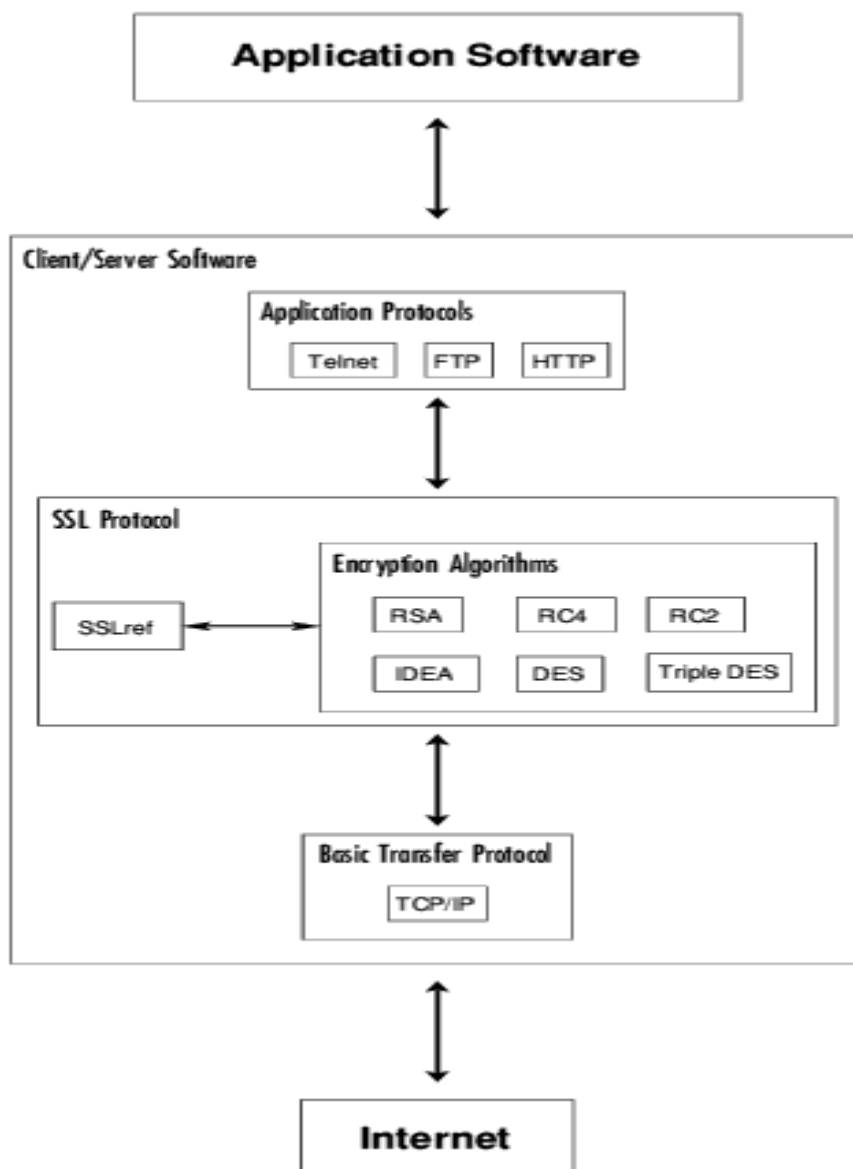 Application Software
Client/Server Software
Application Protocols
Telnet FTP HTTP
SSL Protocol
Encryption Algorithms
SSLref
RSA RC4 RC2
IDEA DES Triple DES
Basic Transfer Protocol
TCP/IP
Internet